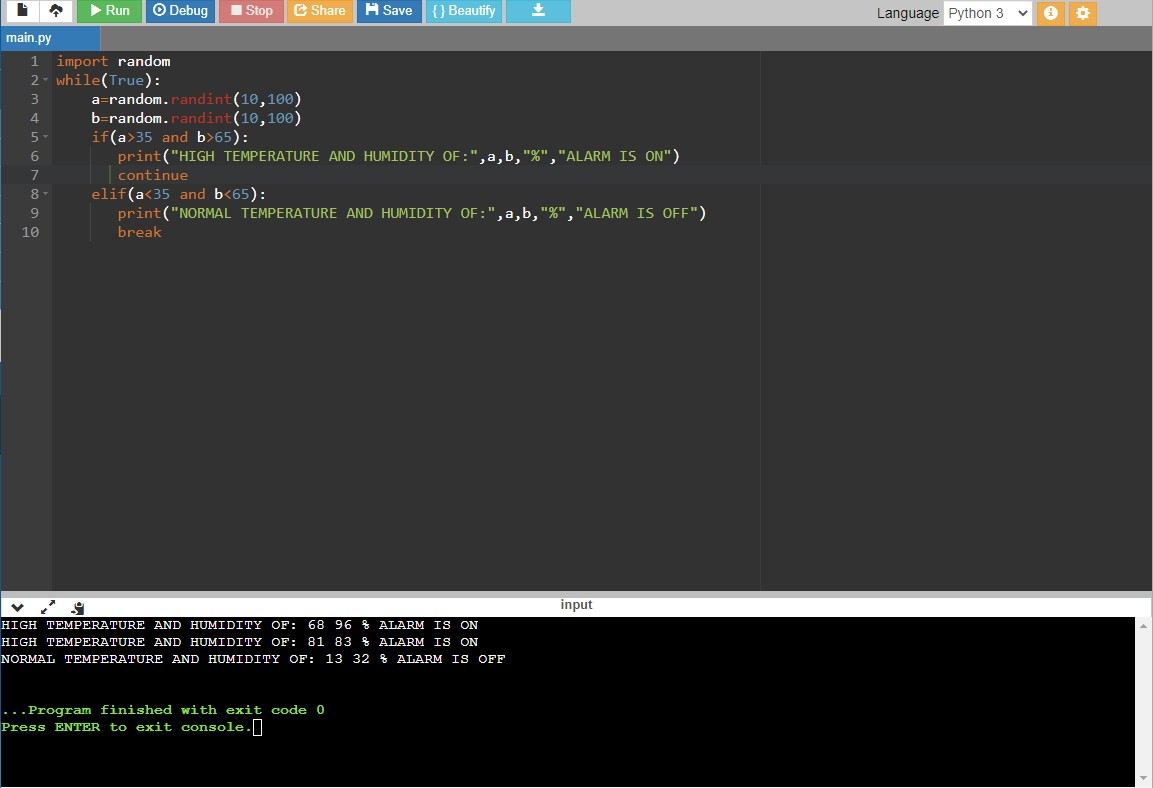 Run Debug Stop Share Save { } Beautify Language Python 3
main.py
1 import random
2 while(True):
3 a=random.randint(10,100)
4 b=random.randint(10,100)
5 if(a>35 and b>65):
6 print("HIGH TEMPERATURE AND HUMIDITY OF:",a,b,"%","ALARM IS ON")
7 continue
8 elif(a<35 and b<65):
9 print("NORMAL TEMPERATURE AND HUMIDITY OF:",a,b,"%","ALARM IS OFF")
10 break
input
HIGH TEMPERATURE AND HUMIDITY OF: 68 96 % ALARM IS ON
HIGH TEMPERATURE AND HUMIDITY OF: 81 83 % ALARM IS ON
NORMAL TEMPERATURE AND HUMIDITY OF: 13 32 % ALARM IS OFF
...Program finished with exit code 0
Press ENTER to exit console.